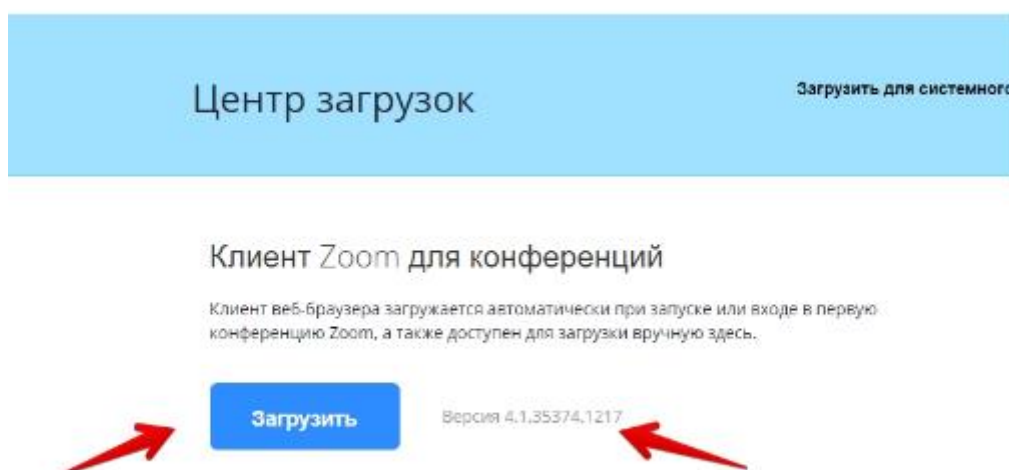 Центр загрузок
Загрузить для системного
Клиент Zoom для конференций
Клиент веб-браузера загружается автоматически при запуске или входе в первую
конференцию Zoom, а также доступен для загрузки вручную здесь.
Загрузить
Версия 4.1.35374.1217